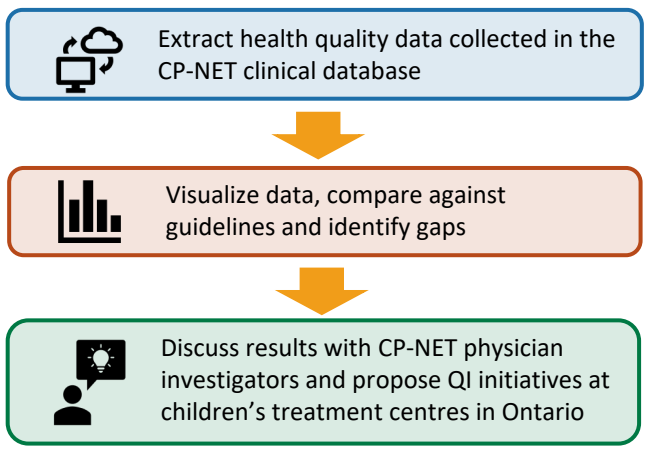 Extract health quality data collected in the
CP-NET clinical database
Visualize data, compare against
guidelines and identify gaps
Discuss results with CP-NET physician
investigators and propose QI initiatives at
children’s treatment centres in Ontario